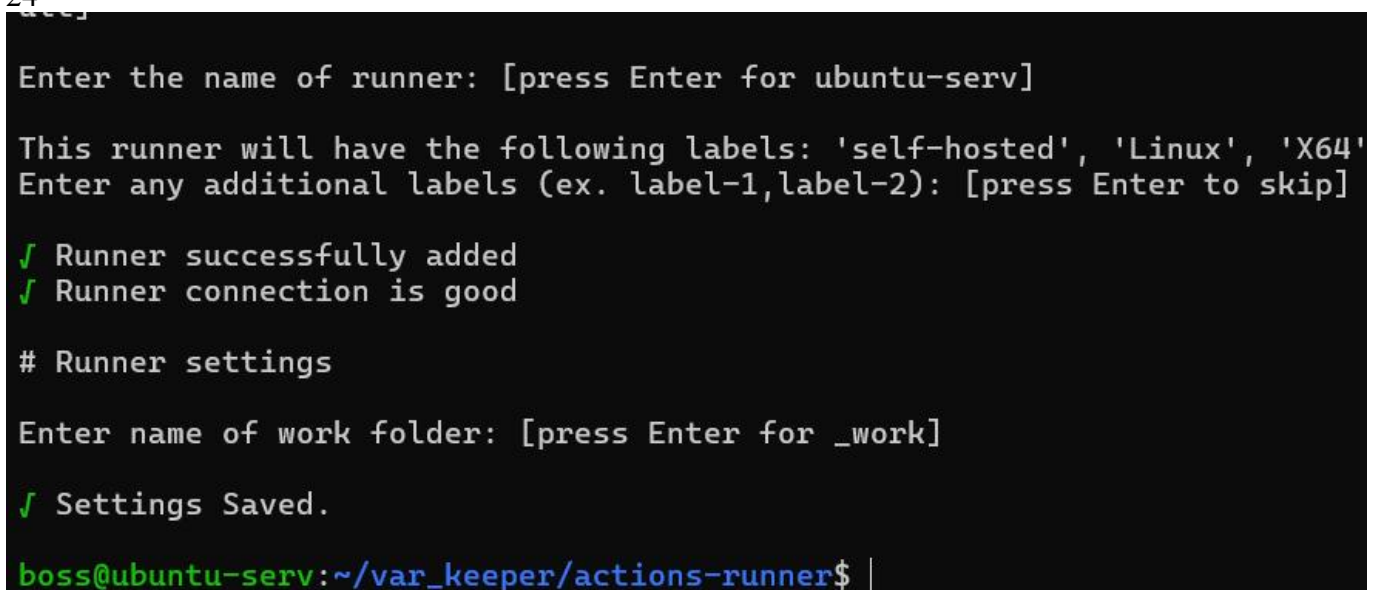 Enter the name of runner: [press Enter for ubuntu-serv]
This runner will have the following labels: 'self-hosted', 'Linux', 'X64'
Enter any additional labels (ex. label-1,label-2): [press Enter to skip]
√ Runner successfully added
√ Runner connection is good
# Runner settings
Enter name of work folder: [press Enter for _work]
√ Settings Saved.
boss@ubuntu-serv:~/var_keeper/actions-runner$